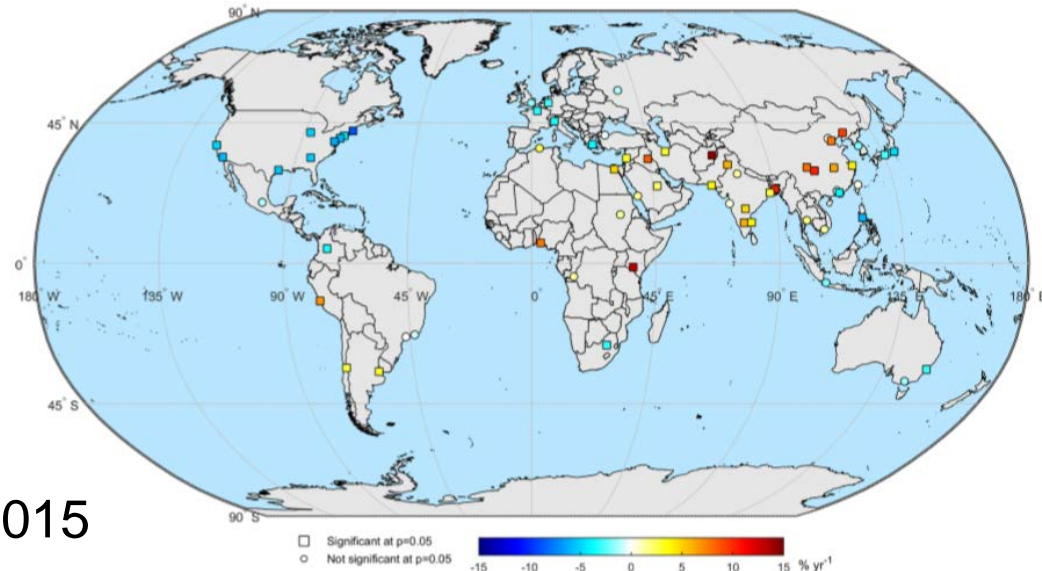 90° N
45° N
0°
180° W 135° W 90° W 45° W 0° 45° E 90° E 135° E 180° E
45° S
90° S
015
Significant at p=0.05
Not significant at p=0.05
-15 -10 -5 0 5 10 15 % yr⁻¹